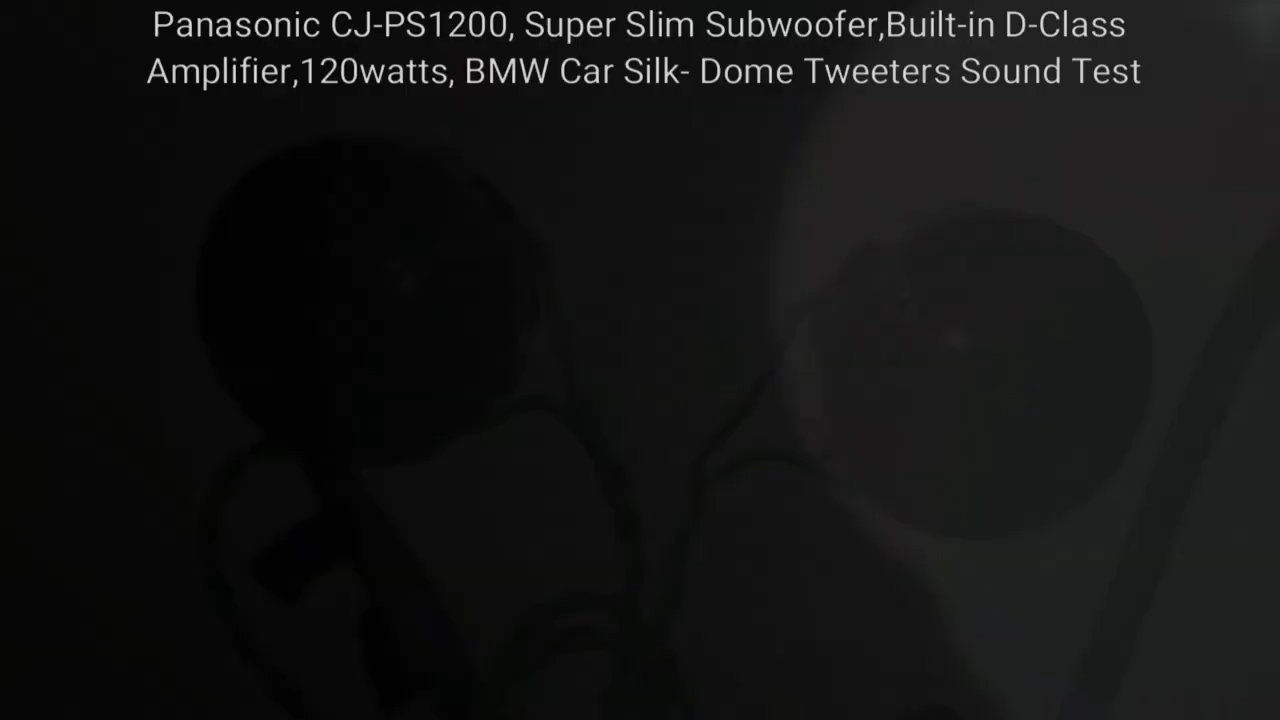 Panasonic CJ-PS1200, Super Slim Subwoofer,Built-in D-Class
Amplifier,120watts, BMW Car Silk- Dome Tweeters Sound Test